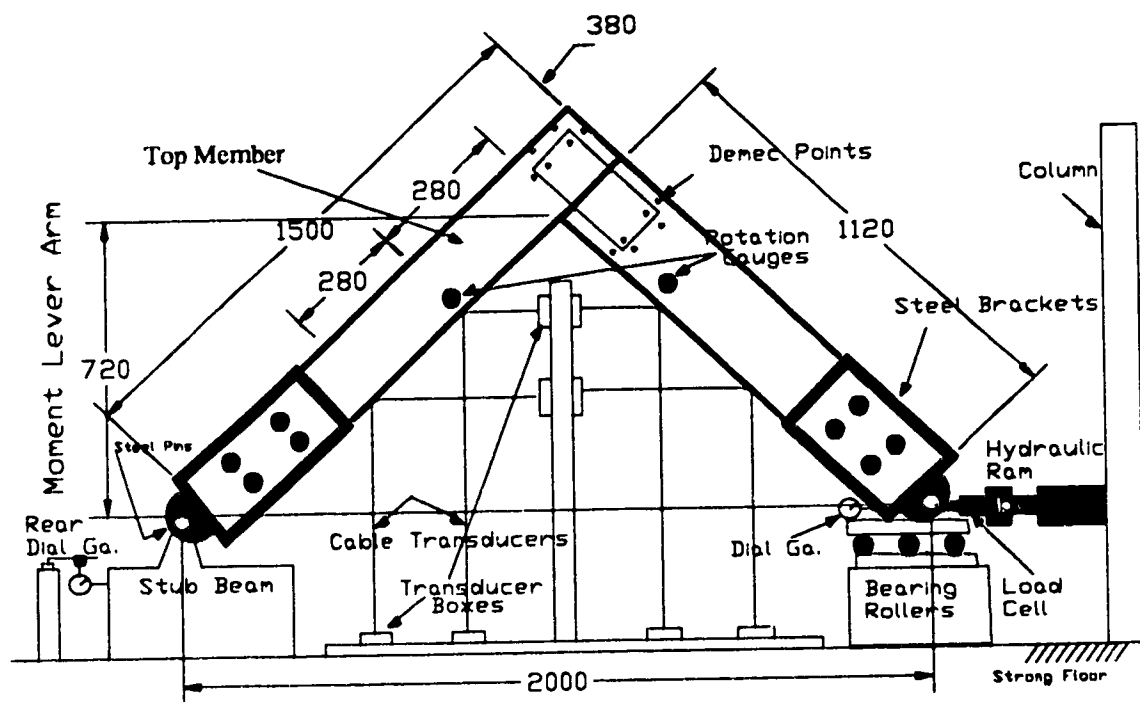 380
Top Member
Demec Points
Column
280
1500
1120
Rotation
Gauges
280
Steel Brackets
Moment Lever Arm
720
Steel Pins
Hydraulic
Ram
Rear
Dial Ga.
Cable Transducers
Dial Ga.
Stub Beam
Transducer
Boxes
Bearing
Rollers
Load
Cell
2000
Strong Floor